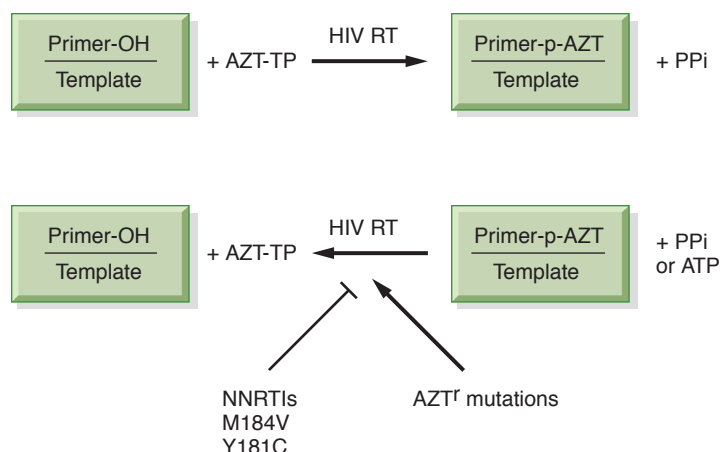 Primer-OH
Template
+ AZT-TP
HIV RT
Primer-p-AZT
Template
+ PPi
Primer-OH
Template
+ AZT-TP
HIV RT
Primer-p-AZT
Template
+ PPi
or ATP
NNRTIs
M184V
Y181C
AZTr mutations